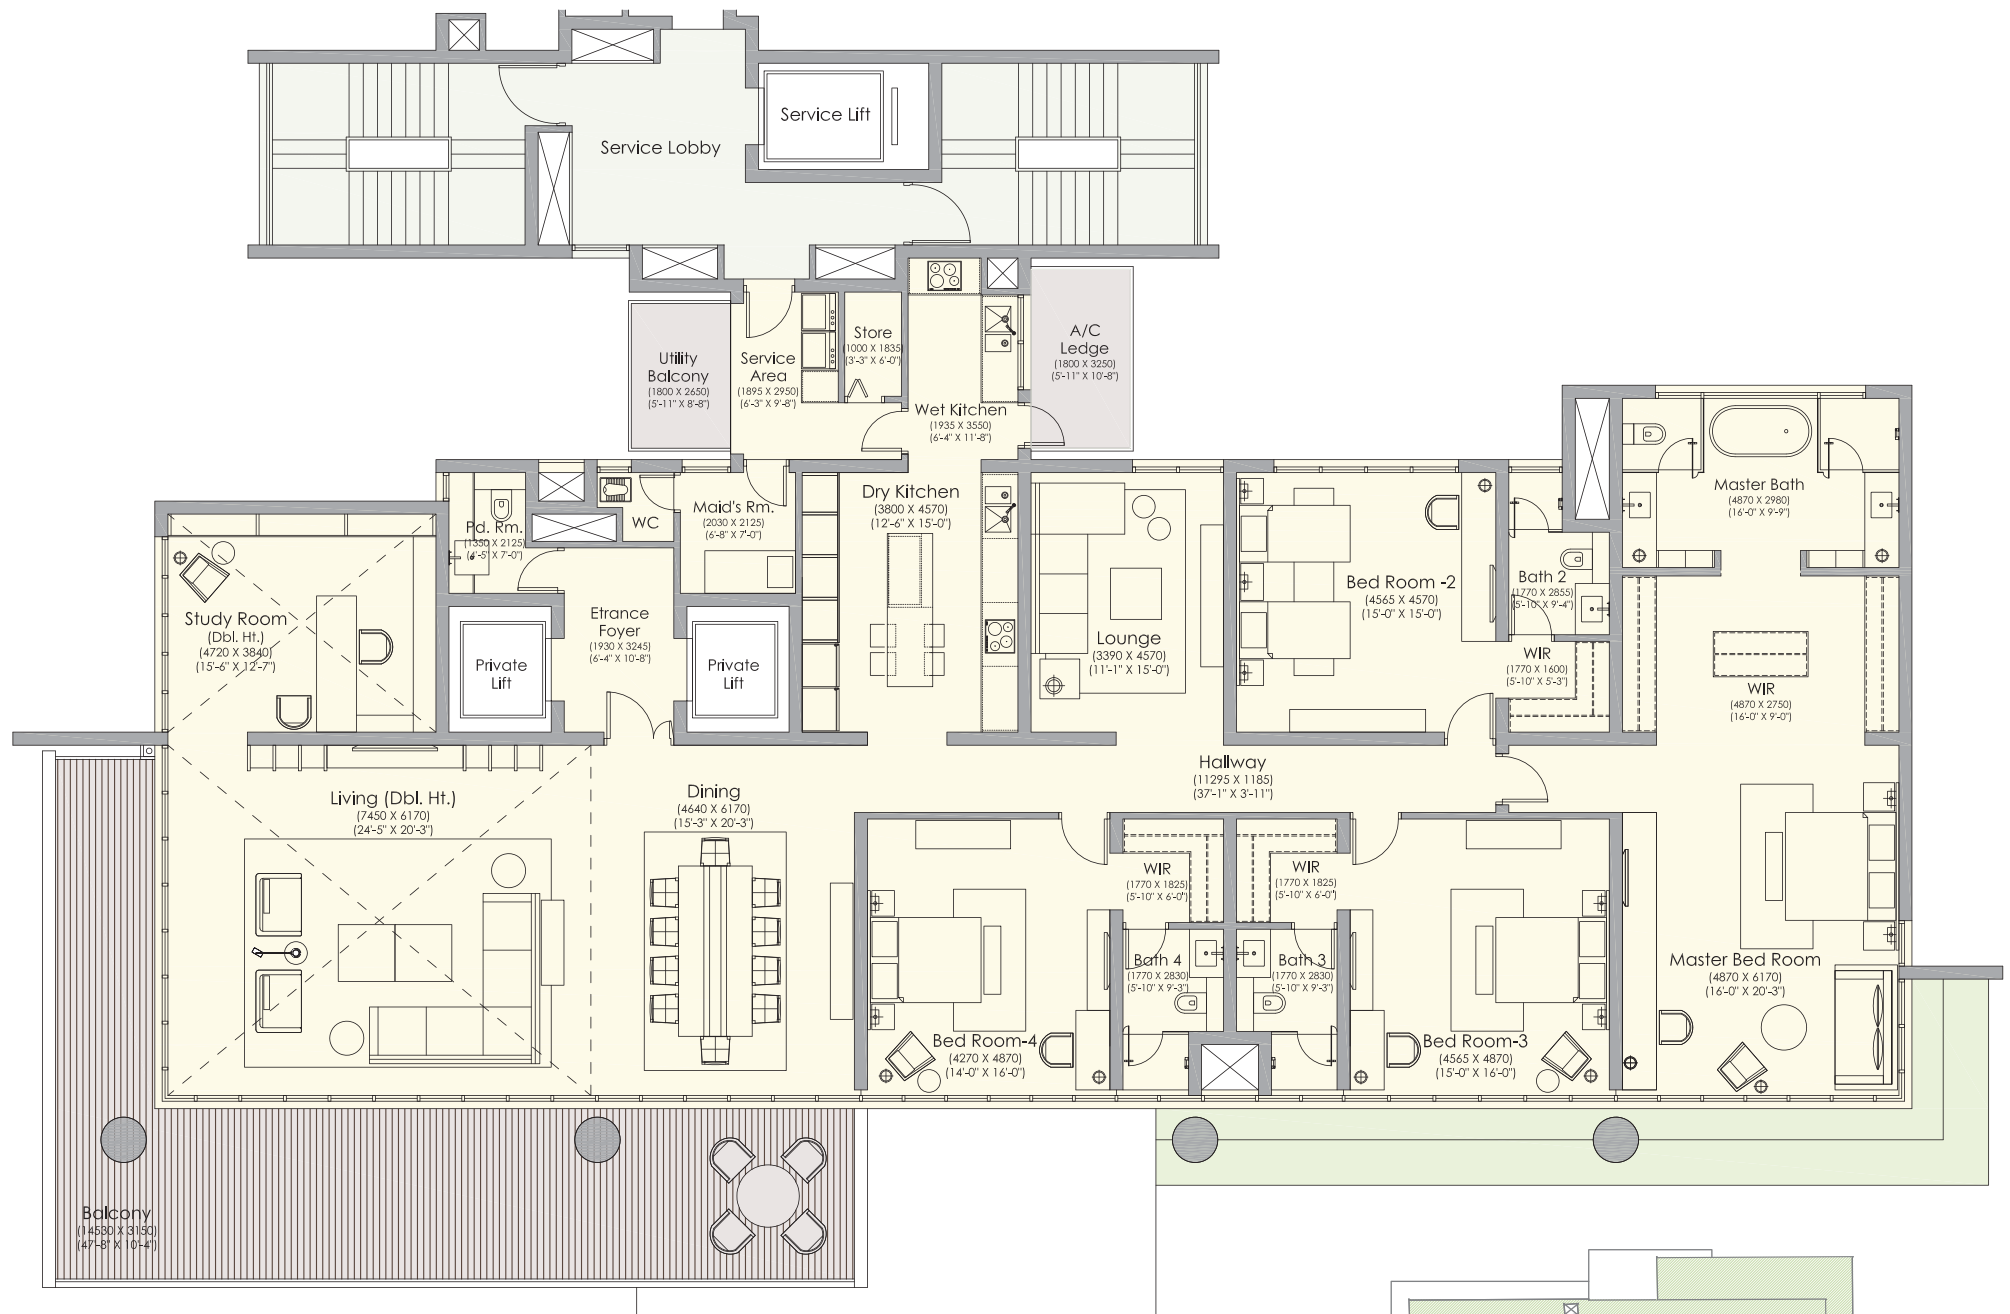 Service Lift
Service Lobby
Utility
Balcony
(1800 X 2650)
(5'-11" X 8'-8")
Service
Area
(1895 X 2950)
(6'-3" X 9'-8")
Store
(1000 X 1835)
(3'-3" X 6'-0")
A/C
Ledge
(1800 X 3250)
(5'-11" X 10'-8")
Wet Kitchen
(1935 X 3550)
(6'-4" X 11'-8")
Pd. Rm.
(1350 X 2125)
(4'-5" X 7'-0")
WC
Maid's Rm.
(2030 X 2125)
(6'-8" X 7'-0")
Dry Kitchen
(3800 X 4570)
(12'-6" X 15'-0")
Master Bath
(4870 X 2980)
(16'-0" X 9'-9")
Study Room
(Dbl. Ht.)
(4720 X 3840)
(15'-6" X 12'-7")
Private
Lift
Etrance
Foyer
(1930 X 3245)
(6'-4" X 10'-8")
Private
Lift
Lounge
(3390 X 4570)
(11'-1" X 15'-0")
Bed Room -2
(4565 X 4570)
(15'-0" X 15'-0")
Bath 2
(1770 X 2855)
(5'-10" X 9'-4")
WIR
(1770 X 1600)
(5'-10" X 5'-3")
WIR
(4870 X 2750)
(16'-0" X 9'-0")
Living (Dbl. Ht.)
(7450 X 6170)
(24'-5" X 20'-3")
Dining
(4640 X 6170)
(15'-3" X 20'-3")
Hallway
(11295 X 1185)
(37'-1" X 3'-11")
WIR
(1770 X 1825)
(5'-10" X 6'-0")
WIR
(1770 X 1825)
(5'-10" X 6'-0")
Bath 4
(1770 X 2830)
(5'-10" X 9'-3")
Bath 3
(1770 X 2830)
(5'-10" X 9'-3")
Master Bed Room
(4870 X 6170)
(16'-0" X 20'-3")
Bed Room-4
(4270 X 4870)
(14'-0" X 16'-0")
Bed Room-3
(4565 X 4870)
(15'-0" X 16'-0")
Balcony
(14530 X 3150)
(47'-8" X 10'-4")